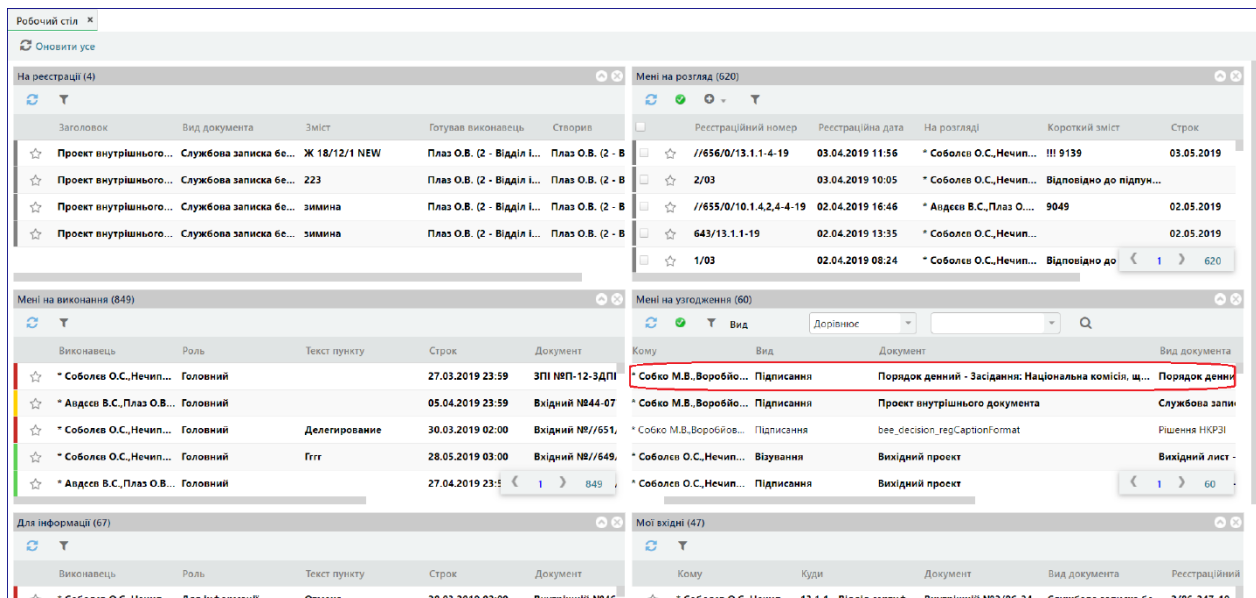 Робочий стіл ×
Оновити усе
На реєстрації (4)
Заголовок Вид документа Зміст Готував виконавець Створив
Проект внутрішнього... Службова записка бе... Ж 18/12/1 NEW Плаз О.В. (2 - Відділ і... Плаз О.В. (2 - В
Проект внутрішнього... Службова записка бе... 223 Плаз О.В. (2 - Відділ і... Плаз О.В. (2 - В
Проект внутрішнього... Службова записка бе... зимина Плаз О.В. (2 - Відділ і... Плаз О.В. (2 - В
Проект внутрішнього... Службова записка бе... зимина Плаз О.В. (2 - Відділ і... Плаз О.В. (2 - В
Мені на розгляд (620)
Реєстраційний номер Реєстраційна дата На розгляді Короткий зміст Строк
//656/0/13.1.1-4-19 03.04.2019 11:56 * Соболєв О.С.,Нечип... !!! 9139 03.05.2019
2/03 03.04.2019 10:05 * Соболєв О.С.,Нечип... Відповідно до підпун...
//655/0/10.1.4,2,4-4-19 02.04.2019 16:46 * Авдєєв В.С.,Плаз О.... 9049 02.05.2019
643/13.1.1-19 02.04.2019 13:35 * Соболєв О.С.,Нечип... 02.05.2019
1/03 02.04.2019 08:24 * Соболєв О.С.,Нечип... Відповідно до 1 620
Мені на виконання (849)
Виконавець Роль Текст пункту Строк Документ
* Соболєв О.С.,Нечип... Головний 27.03.2019 23:59 ЗПІ №П-12-ЗДПІ
* Авдєєв В.С.,Плаз О.В... Головний 05.04.2019 23:59 Вхідний №44-07
* Соболєв О.С.,Нечип... Головний Делегирование 30.03.2019 02:00 Вхідний №//651,
* Соболєв О.С.,Нечип... Головний Гггг 28.05.2019 03:00 Вхідний №//649,
* Авдєєв В.С.,Плаз О.В... Головний 27.04.2019 23: 1 849
Мені на узгодження (60)
Вид Дорівнює
Кому Вид Документ Вид документа
* Собко М.В.,Воробйо... Підписання Порядок денний - Засідання: Національна комісія, щ... Порядок денни
* Собко М.В.,Воробйо... Підписання Проект внутрішнього документа Службова запи
* Собко М.В.,Воробйов... Підписання bee_decision_regCaptionFormat Рішення НКРЗІ
* Соболєв О.С.,Нечип... Візування Вихідний проект Вихідний лист -
* Соболєв О.С.,Нечип... Підписання Вихідний проект 1 60
Для інформації (67)
Виконавець Роль Текст пункту Строк Документ
Мої вхідні (47)
Кому Куди Документ Вид документа Реєстраційний